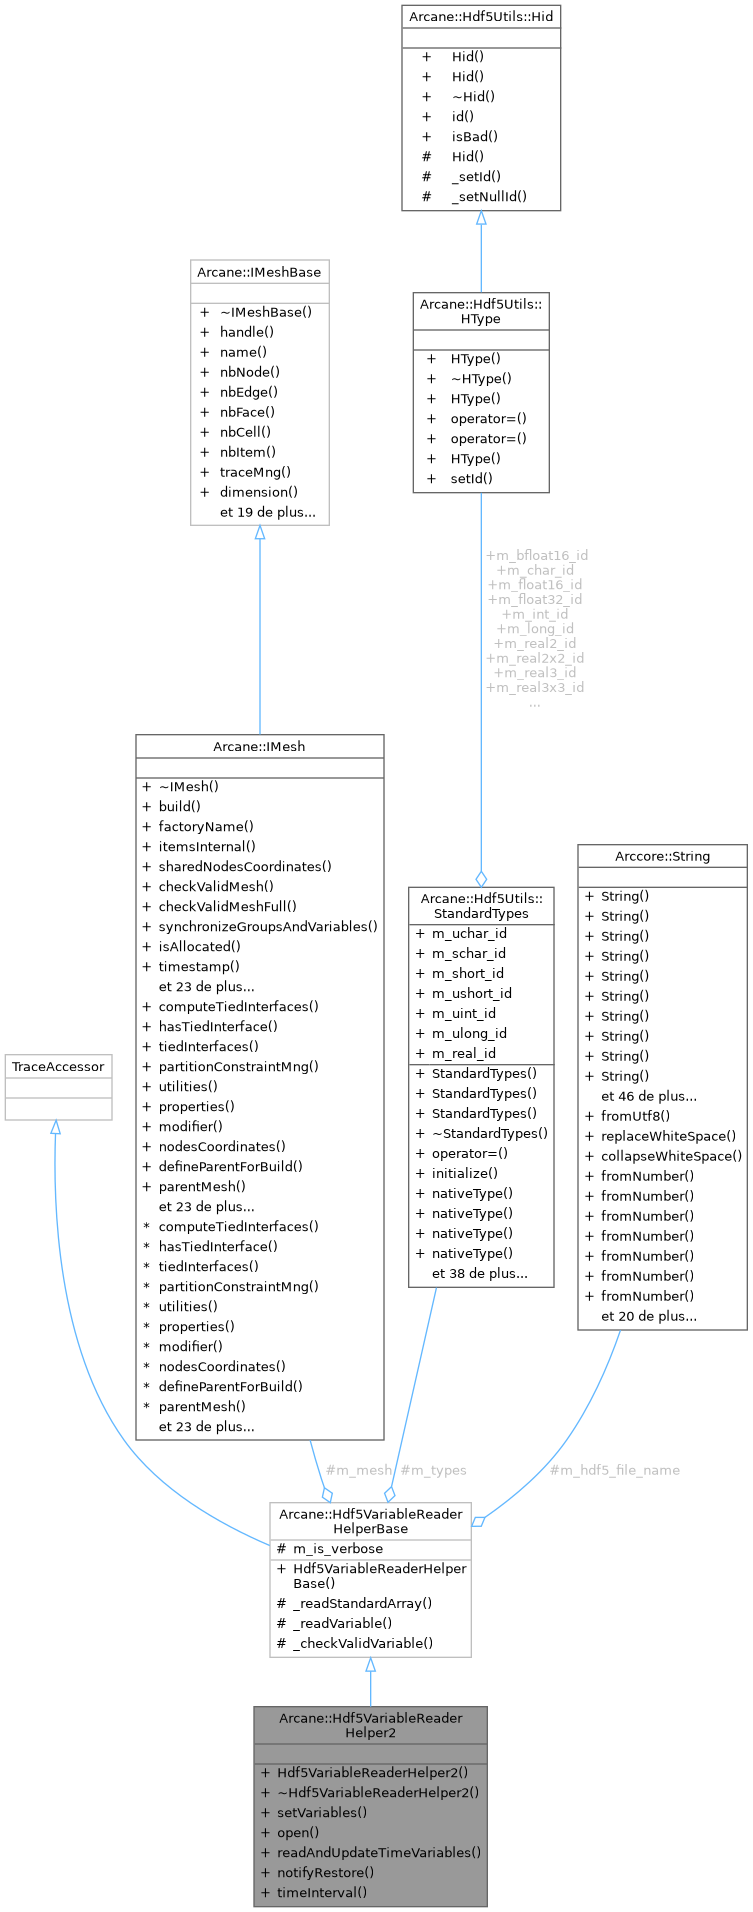 Arcane::Hdf5Utils::Hid
+ Hid()
+ Hid()
+ ~Hid()
+ id()
+ isBad()
# Hid()
# _setId()
# _setNullId()
Arcane::IMeshBase
+ ~IMeshBase()
+ handle()
+ name()
+ nbNode()
+ nbEdge()
+ nbFace()
+ nbCell()
+ nbItem()
+ traceMng()
+ dimension()
et 19 de plus...
Arcane::Hdf5Utils::
HType
+ HType()
+ ~HType()
+ HType()
+ operator=()
+ operator=()
+ HType()
+ setId()
+m_bfloat16_id
+m_char_id
+m_float16_id
+m_float32_id
+m_int_id
+m_long_id
+m_real2_id
+m_real2x2_id
+m_real3_id
+m_real3x3_id
...
Arcane::IMesh
+ ~IMesh()
+ build()
+ factoryName()
+ itemsInternal()
+ sharedNodesCoordinates()
+ checkValidMesh()
+ checkValidMeshFull()
+ synchronizeGroupsAndVariables()
+ isAllocated()
+ timestamp()
et 23 de plus...
+ computeTiedInterfaces()
+ hasTiedInterface()
+ tiedInterfaces()
+ partitionConstraintMng()
+ utilities()
+ properties()
+ modifier()
+ nodesCoordinates()
+ defineParentForBuild()
+ parentMesh()
et 23 de plus...
* computeTiedInterfaces()
* hasTiedInterface()
* tiedInterfaces()
* partitionConstraintMng()
* utilities()
* properties()
* modifier()
* nodesCoordinates()
* defineParentForBuild()
* parentMesh()
et 23 de plus...
Arcane::Hdf5Utils::
StandardTypes
+ m_uchar_id
+ m_schar_id
+ m_short_id
+ m_ushort_id
+ m_uint_id
+ m_ulong_id
+ m_real_id
+ StandardTypes()
+ StandardTypes()
+ StandardTypes()
+ ~StandardTypes()
+ operator=()
+ initialize()
+ nativeType()
+ nativeType()
+ nativeType()
+ nativeType()
et 38 de plus...
Arccore::String
+ String()
+ String()
+ String()
+ String()
+ String()
+ String()
+ String()
+ String()
+ String()
+ String()
et 46 de plus...
+ fromUtf8()
+ replaceWhiteSpace()
+ collapseWhiteSpace()
+ fromNumber()
+ fromNumber()
+ fromNumber()
+ fromNumber()
+ fromNumber()
+ fromNumber()
+ fromNumber()
et 20 de plus...
TraceAccessor
#m_mesh
#m_types
#m_hdf5_file_name
Arcane::Hdf5VariableReader
HelperBase
# m_is_verbose
+ Hdf5VariableReaderHelper
Base()
# _readStandardArray()
# _readVariable()
# _checkValidVariable()
Arcane::Hdf5VariableReader
Helper2
+ Hdf5VariableReaderHelper2()
+ ~Hdf5VariableReaderHelper2()
+ setVariables()
+ open()
+ readAndUpdateTimeVariables()
+ notifyRestore()
+ timeInterval()